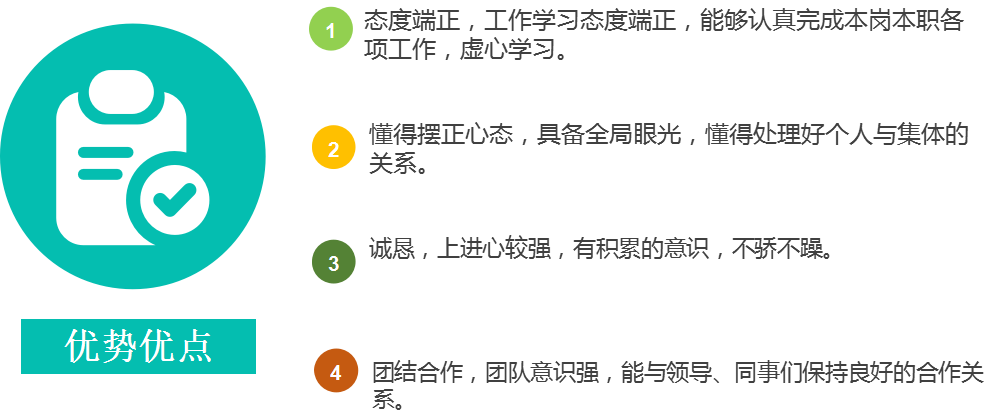 1
态度端正，工作学习态度端正，能够认真完成本岗本职各
项工作，虚心学习。
2
懂得摆正心态，具备全局眼光，懂得处理好个人与集体的
关系。
3
诚恳，上进心较强，有积累的意识，不骄不躁。
优势优点
4
团结合作，团队意识强，能与领导、同事们保持良好的合作关
系。